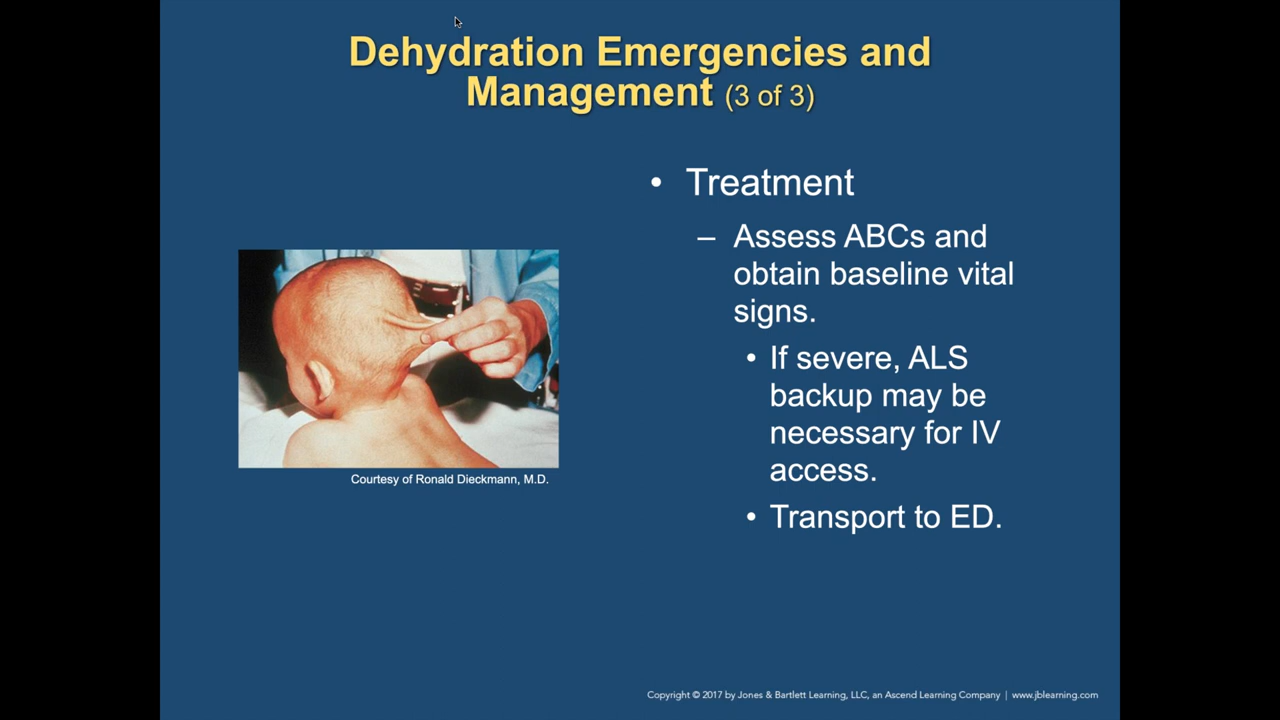 Dehydration Emergencies and
Management (3 of 3)
• Treatment
– Assess ABCs and
obtain baseline vital
signs.
• If severe, ALS
backup may be
necessary for IV
access.
• Transport to ED.
Courtesy of Ronald Dieckmann, M.D.
Copyright © 2017 by Jones & Bartlett Learning, LLC, an Ascend Learning Company | www.jblearning.com